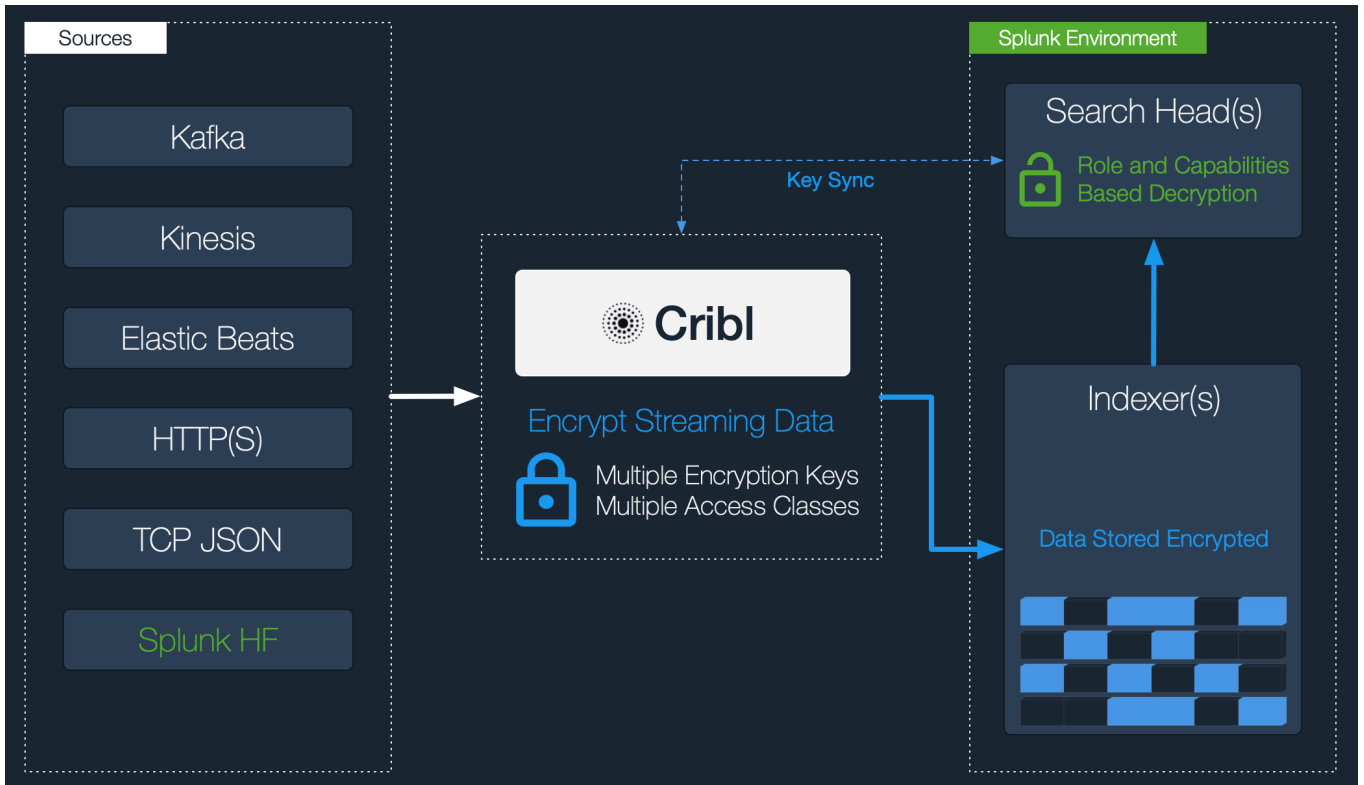 Sources
Kafka
Kinesis
Elastic Beats
HTTP(S)
TCP JSON
Splunk HF
Key Sync
Cribl
Encrypt Streaming Data
Multiple Encryption Keys
Multiple Access Classes
Splunk Environment
Search Head(s)
Role and Capabilities
Based Decryption
Indexer(s)
Data Stored Encrypted